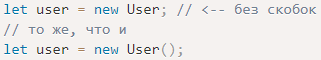 let user = new User; // <-- без скобок
// то же, что и
let user = new User();